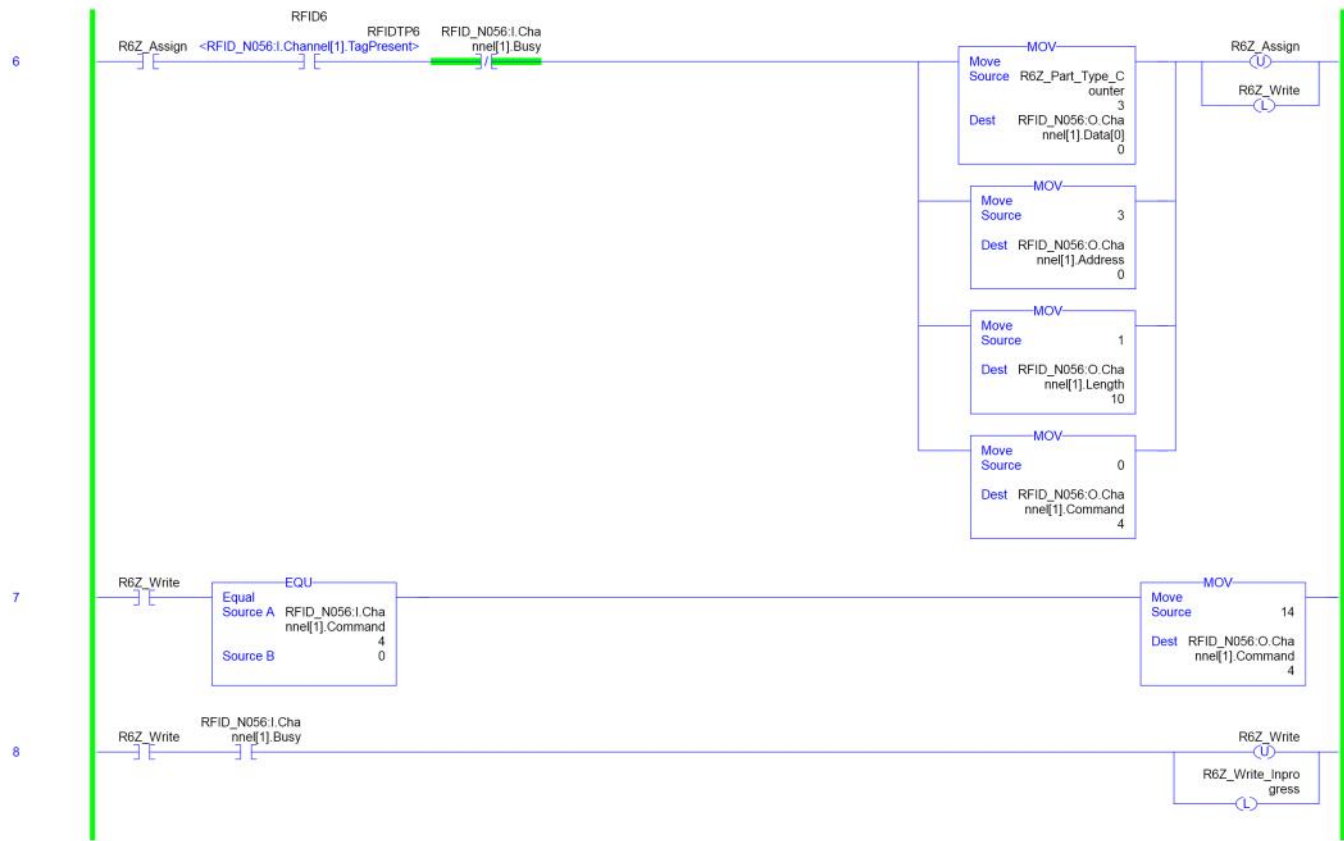 RFID6
RFIDTP6
RFID_N056:I.Cha
R6Z_Assign
<RFID_N056:I.Channel[1].TagPresent>
nnel[1].Busy
6
MOV
Move
Source R6Z_Part_Type_C
ounter
3
Dest RFID_N056:O.Cha
nnel[1].Data[0]
0
R6Z_Assign
U
R6Z_Write
L
MOV
Move
Source 3
Dest RFID_N056:O.Cha
nnel[1].Address
0
MOV
Move
Source 1
Dest RFID_N056:O.Cha
nnel[1].Length
10
MOV
Move
Source 0
Dest RFID_N056:O.Cha
nnel[1].Command
4
7
R6Z_Write
EQU
Equal
Source A RFID_N056:I.Cha
nnel[1].Command
4
Source B 0
MOV
Move
Source 14
Dest RFID_N056:O.Cha
nnel[1].Command
4
8
R6Z_Write
RFID_N056:I.Cha
nnel[1].Busy
R6Z_Write
U
R6Z_Write_Inpro
gress
L